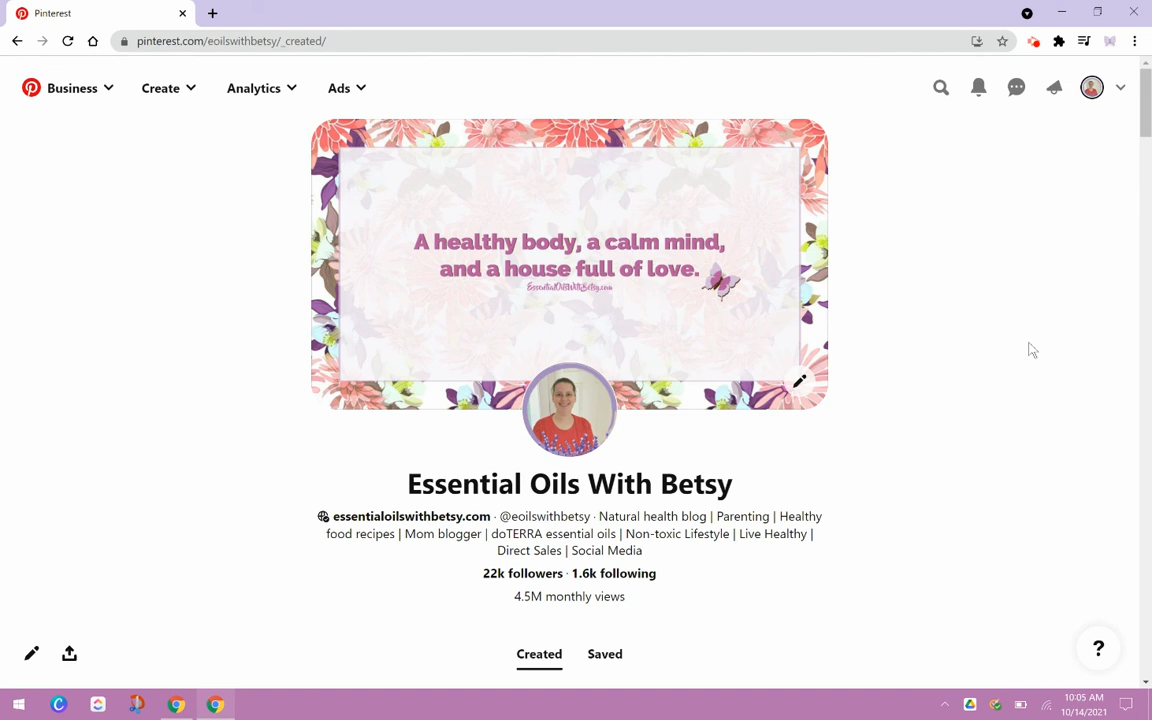 Pinterest
pinterest.com/eoilswithbetsy/_created/
Business Create Analytics Ads
A healthy body, a calm mind,
and a house full of love.
EssentialOilsWithBetsy.com
Essential Oils With Betsy
essentialoilswithbetsy.com · @eoilswithbetsy · Natural health blog | Parenting | Healthy
food recipes | Mom blogger | doTERRA essential oils | Non-toxic Lifestyle | Live Healthy |
Direct Sales | Social Media
22k followers · 1.6k following
4.5M monthly views
Created Saved
?
10:05 AM
10/14/2021